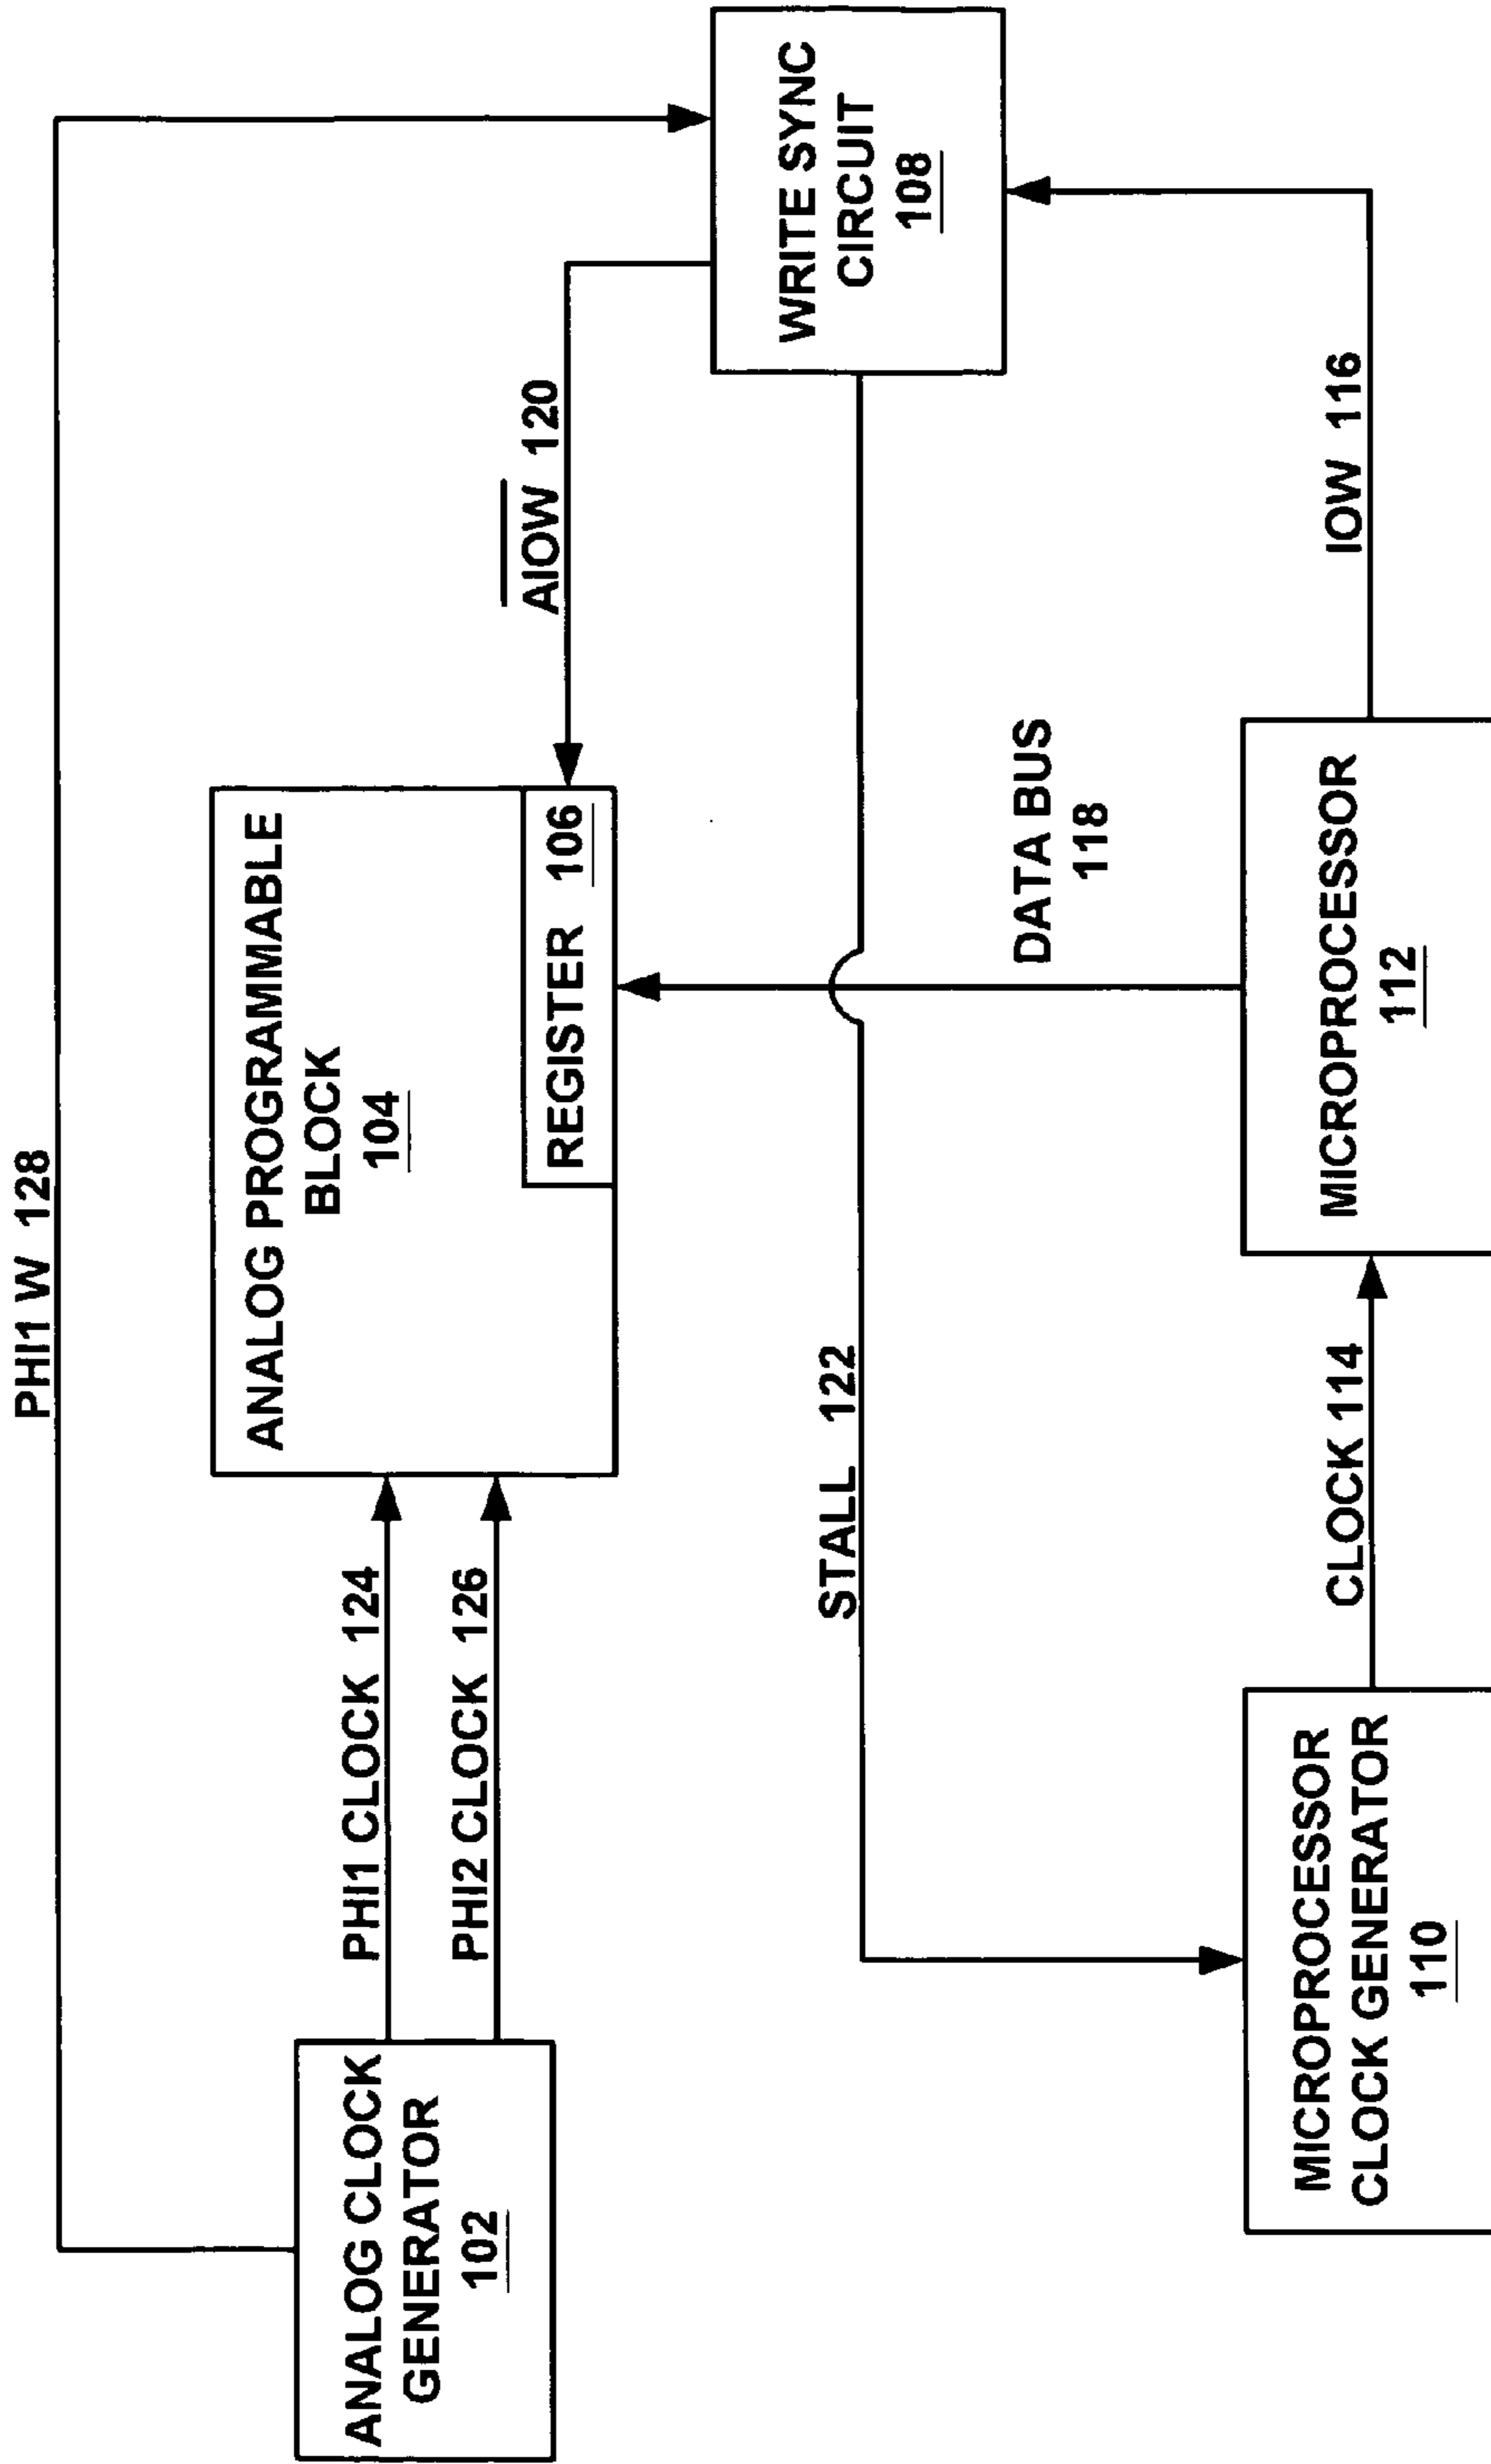 PHI1 W 128
ANALOG CLOCK
GENERATOR
102
PHI1 CLOCK 124
PHI2 CLOCK 126
ANALOG PROGRAMMABLE
BLOCK
104
REGISTER 106
AIOW 120
WRITE SYNC
CIRCUIT
108
STALL 122
DATA BUS
118
MICROPROCESSOR
CLOCK GENERATOR
110
CLOCK 114
MICROPROCESSOR
112
IOW 116